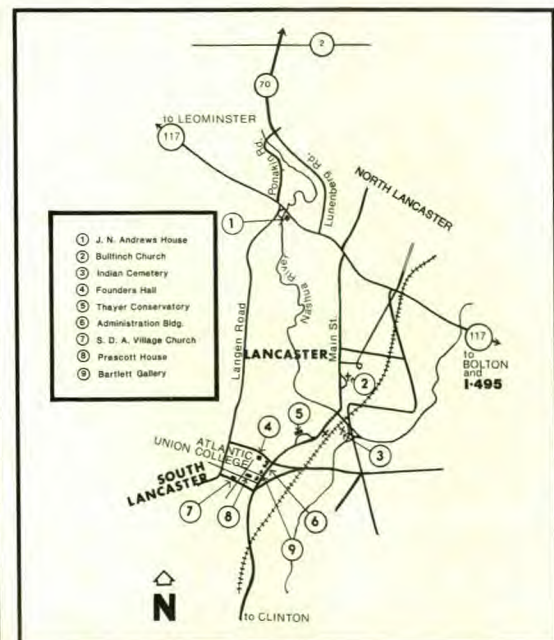 2
70
to LEOMINSTER
117
Ponakin Rd.
Lunenberg Rd.
NORTH LANCASTER
1
① J. N. Andrews House
② Bullfinch Church
③ Indian Cemetery
④ Founders Hall
⑤ Thayer Conservatory
⑥ Administration Bldg.
⑦ S. D. A. Village Church
⑧ Prescott House
⑨ Bartlett Gallery
Nashua River
Langen Road
Main St.
117
to
BOLTON
and
I-495
LANCASTER
2
5
4
ATLANTIC
UNION COLLEGE
SOUTH
LANCASTER
3
7
8
6
9
N
to CLINTON